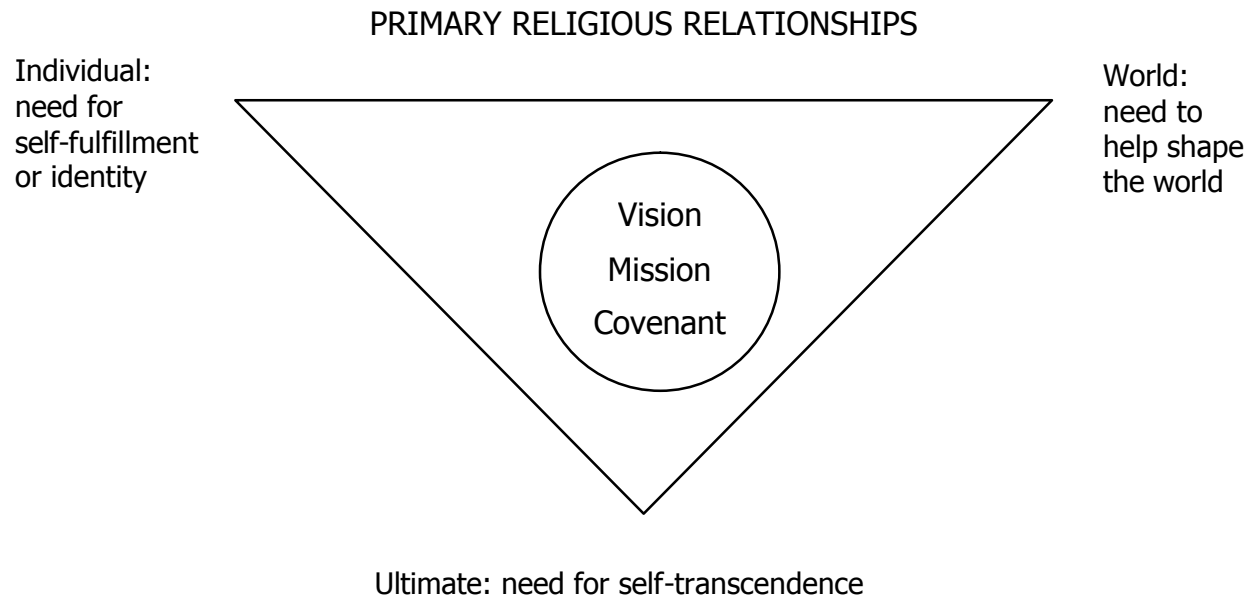 PRIMARY RELIGIOUS RELATIONSHIPS
Individual:
need for
self-fulfillment
or identity
World:
need to
help shape
the world
Vision
Mission
Covenant
Ultimate: need for self-transcendence